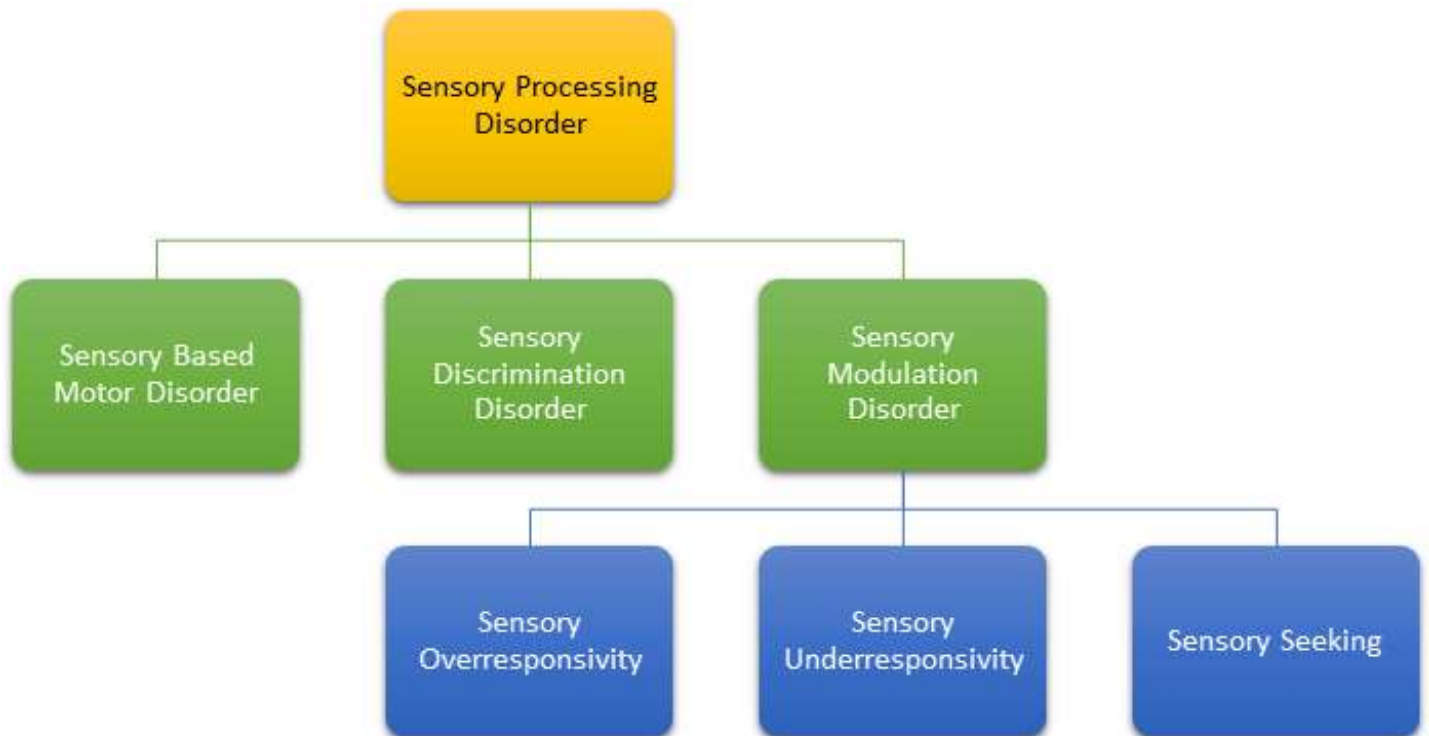 Sensory Processing
Disorder
Sensory Based
Motor Disorder
Sensory
Discrimination
Disorder
Sensory
Modulation
Disorder
Sensory
Overresponsivity
Sensory
Underresponsivity
Sensory Seeking